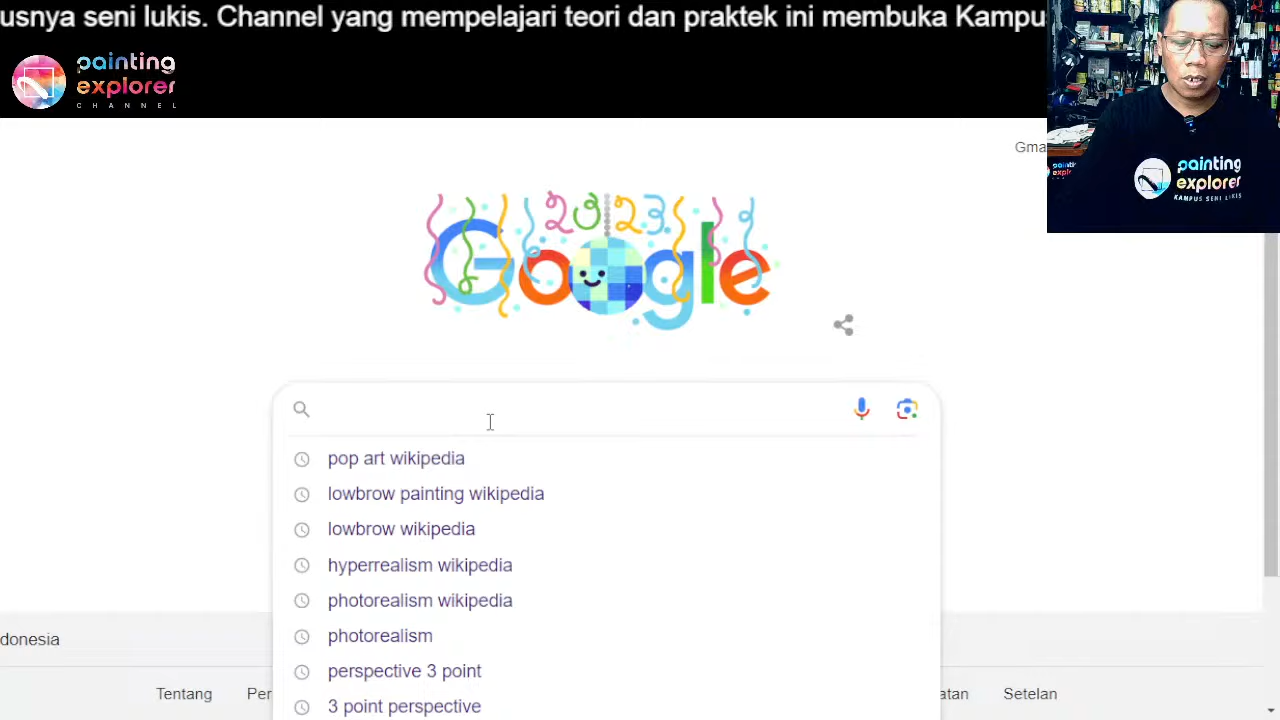 usnya seni lukis. Channel yang mempelajari teori dan praktek ini membuka Kampu
painting
explorer
CHANNEL
painting
explorer
KAMPUS SENI LUKIS
Gma
23 23
Google
pop art wikipedia
lowbrow painting wikipedia
lowbrow wikipedia
hyperrealism wikipedia
photorealism wikipedia
photorealism
perspective 3 point
3 point perspective
donesia
Tentang Per atan Setelan